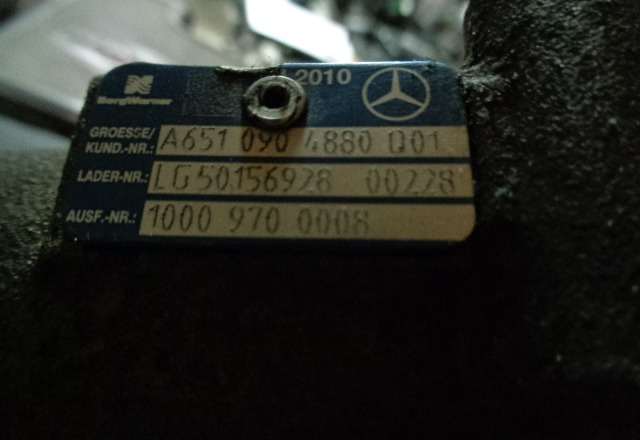 2010
BorgWarner
GROESSE/
KUND.-NR.: A651 090 4880 Q01
LADER-NR.: LG50156928 00228
AUSF.-NR.: 1000 970 0008